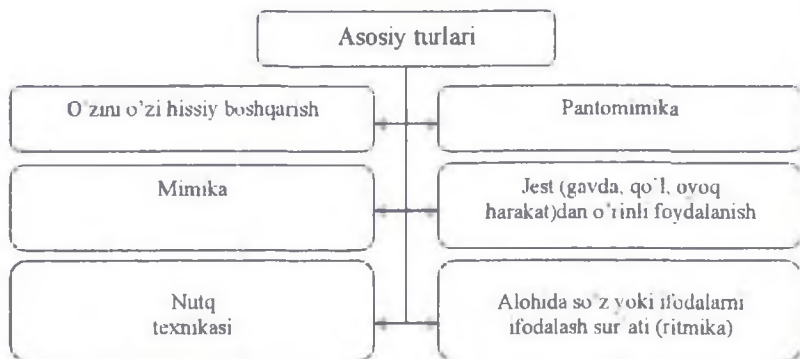 Asosiy turlari
O'zini o'zi hissiy boshqarish
Pantomimika
Mimika
Jest (gavda, qo'l, oyoq
harakat)dan o'rinli foydalanish
Nutq
texnikasi
Alohida so'z yoki ifodalarni
ifodalash sur'ati (ritmika)